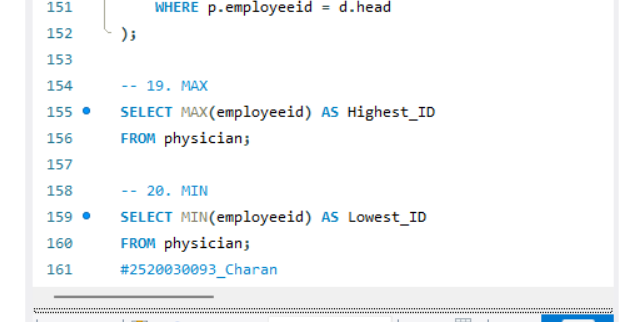 151 WHERE p.employeeid = d.head
152 );
153
154 -- 19. MAX
155 SELECT MAX(employeeid) AS Highest_ID
156 FROM physician;
157
158 -- 20. MIN
159 SELECT MIN(employeeid) AS Lowest_ID
160 FROM physician;
161 #2520030093_Charan